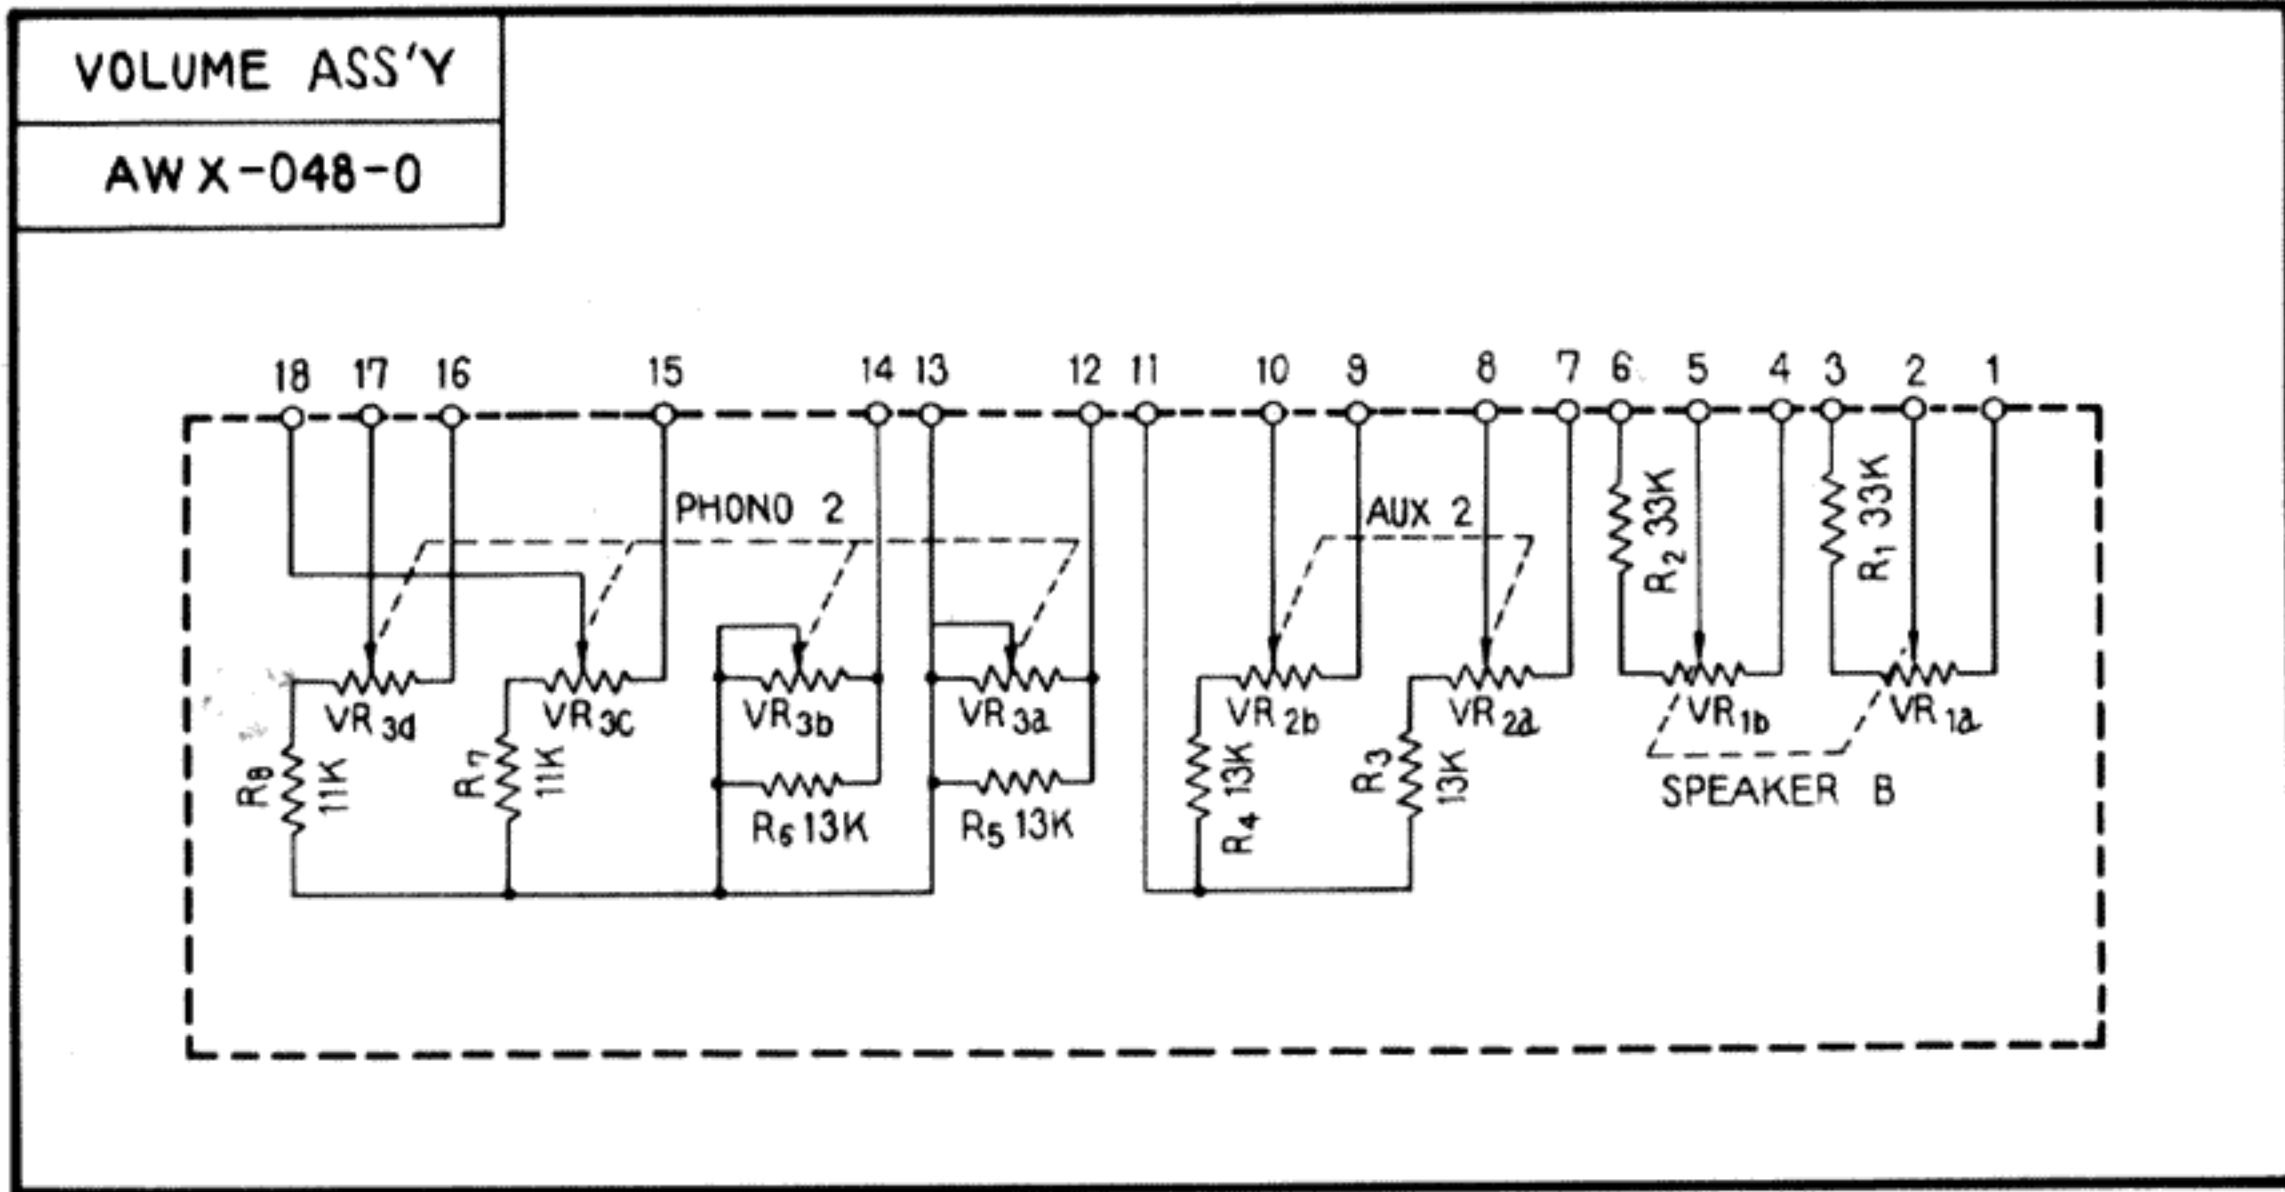 VOLUME ASS'Y
AWX-048-0
18 17 16 15 14 13 12 11 10 9 8 7 6 5 4 3 2 1
PHONO 2
AUX 2
R2 33K
R1 33K
VR3d
VR3c
VR3b
VR3a
VR2b
VR2a
VR1b
VR1a
R8 11K
R7 11K
R6 13K
R5 13K
R4 13K
R3 13K
SPEAKER B